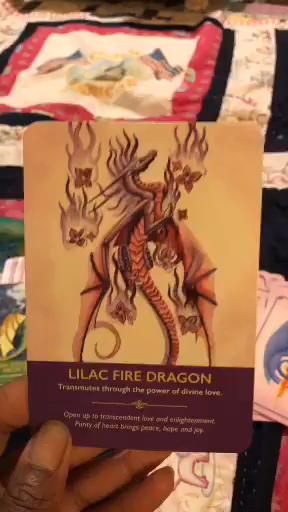 LILAC FIRE DRAGON
Transmutes through the power of divine love.
Open up to transcendent love and enlightenment.
Purity of heart brings peace, hope and joy.